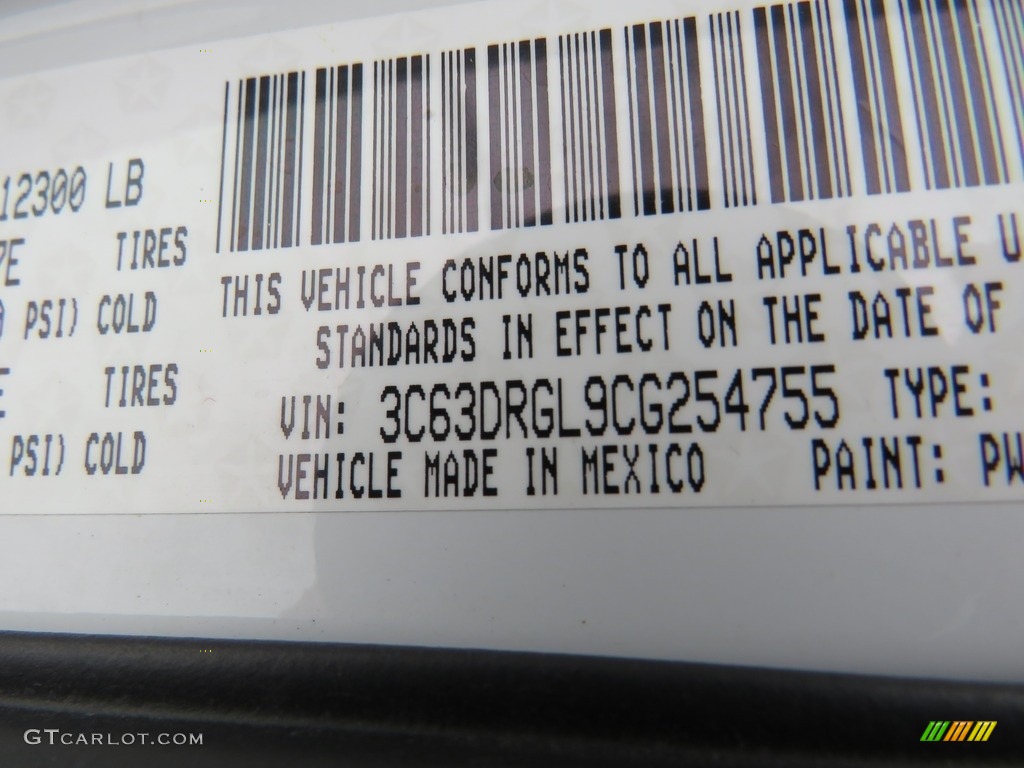 12300 LB
TIRES
PSI) COLD
TIRES
PSI) COLD
THIS VEHICLE CONFORMS TO ALL APPLICABLE U
STANDARDS IN EFFECT ON THE DATE OF
VIN: 3C63DRGL9CG254755 TYPE:
VEHICLE MADE IN MEXICO PAINT: PW
GTCARLOT.COM